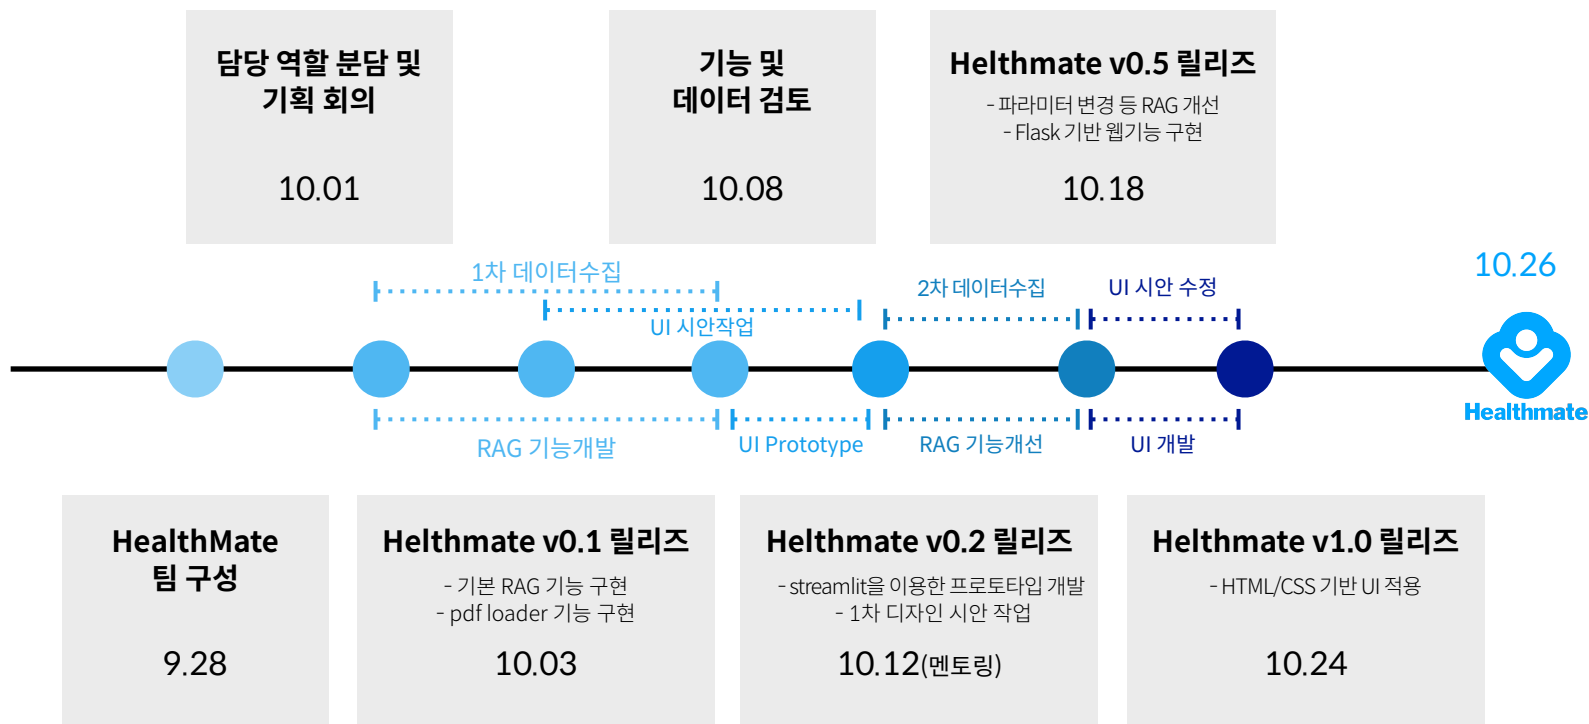 담당 역할 분담 및
기획 회의
10.01
기능 및
데이터 검토
10.08
Helthmate v0.5 릴리즈
- 파라미터 변경 등 RAG 개선
- Flask 기반 웹기능 구현
10.18
1차 데이터수집
UI 시안작업
2차 데이터수집
UI 시안 수정
10.26
Healthmate
RAG 기능개발
UI Prototype
RAG 기능개선
UI 개발
HealthMate
팀 구성
9.28
Helthmate v0.1 릴리즈
- 기본 RAG 기능 구현
- pdf loader 기능 구현
10.03
Helthmate v0.2 릴리즈
- streamlit을 이용한 프로토타입 개발
- 1차 디자인 시안 작업
10.12(멘토링)
Helthmate v1.0 릴리즈
- HTML/CSS 기반 UI 적용
10.24